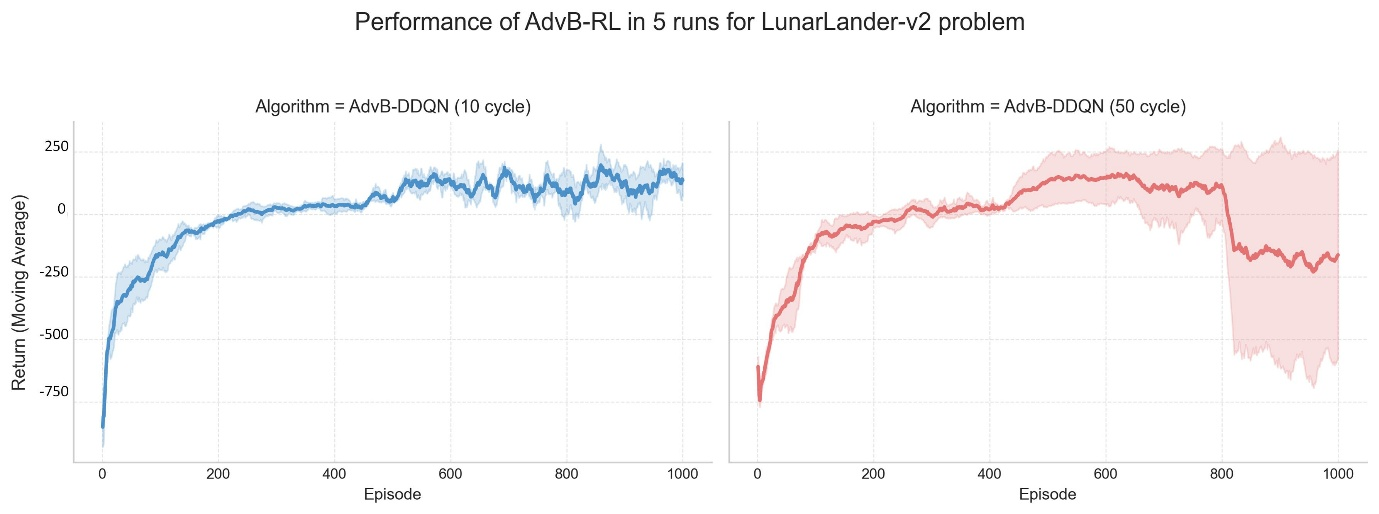 Performance of AdvB-RL in 5 runs for LunarLander-v2 problem
Algorithm = AdvB-DDQN (10 cycle)
Algorithm = AdvB-DDQN (50 cycle)
Return (Moving Average)
250
0
-250
-500
-750
0 200 400 600 800 1000
0 200 400 600 800 1000
Episode
Episode